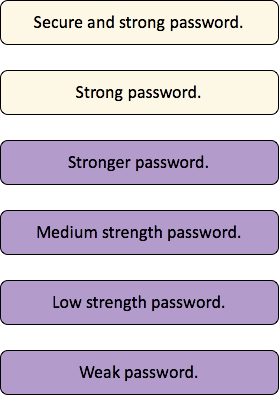 Secure and strong password.
Strong password.
Stronger password.
Medium strength password.
Low strength password.
Weak password.